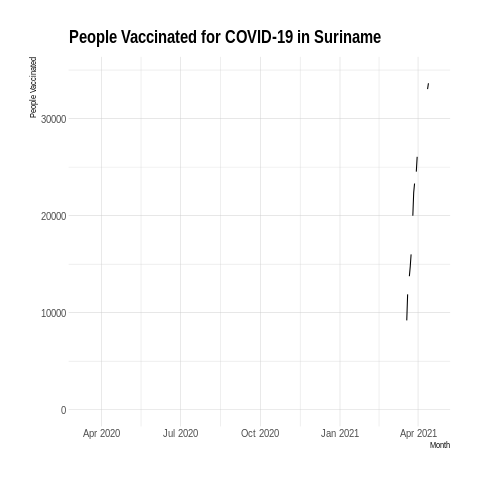 People Vaccinated for COVID-19 in Suriname
People Vaccinated
30000
20000
10000
0
Apr 2020 Jul 2020 Oct 2020 Jan 2021 Apr 2021
Month